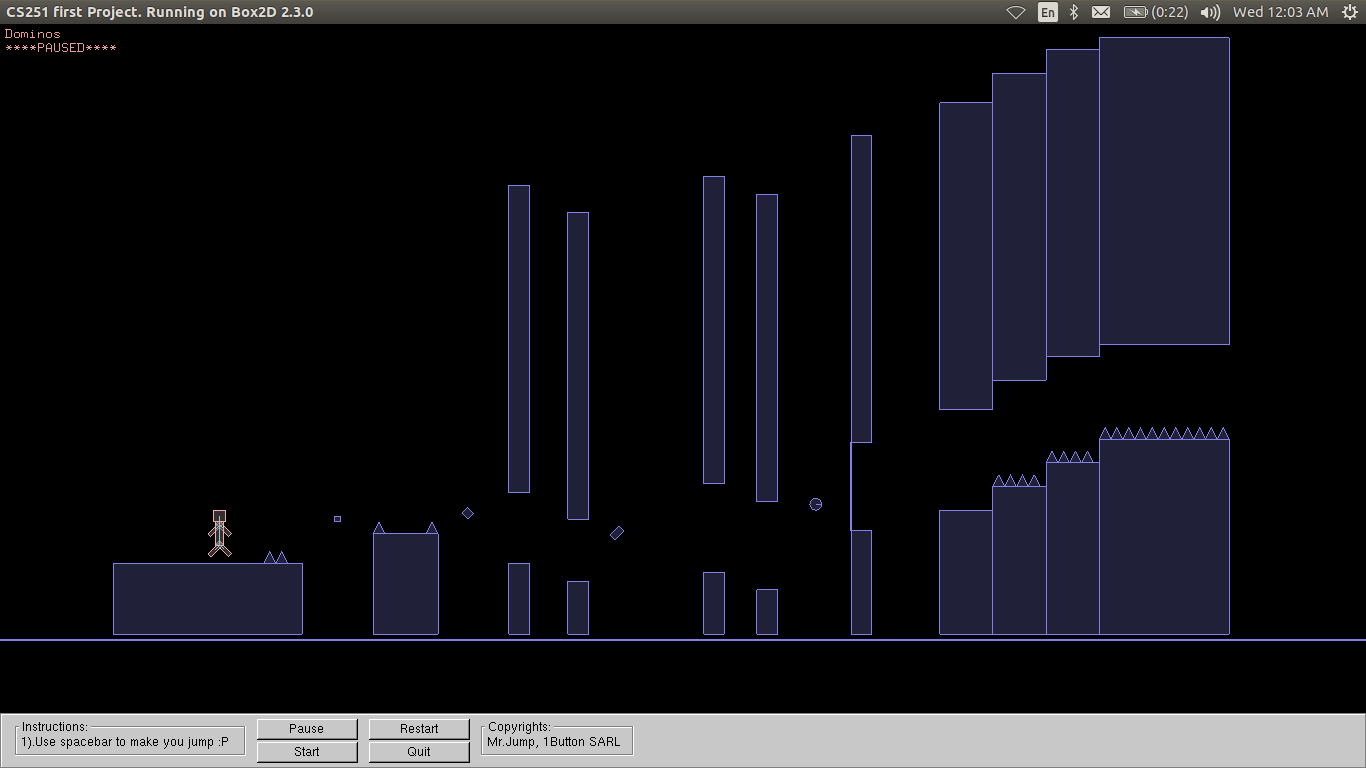 CS251 first Project. Running on Box2D 2.3.0
En
(0:22)
Wed 12:03 AM
Dominos
****PAUSED****
Instructions:
1).Use spacebar to make you jump :P
Pause
Restart
Start
Quit
Copyrights:
Mr.Jump, 1Button SARL